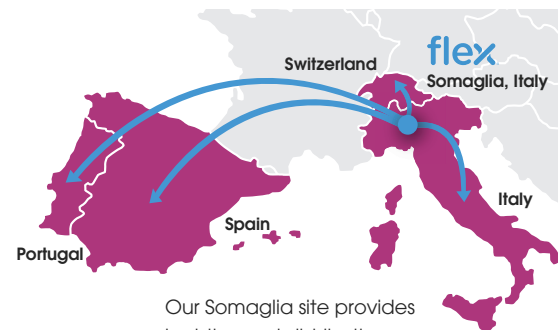 flex
Switzerland
Somaglia, Italy
Italy
Spain
Portugal
Our Somaglia site provides